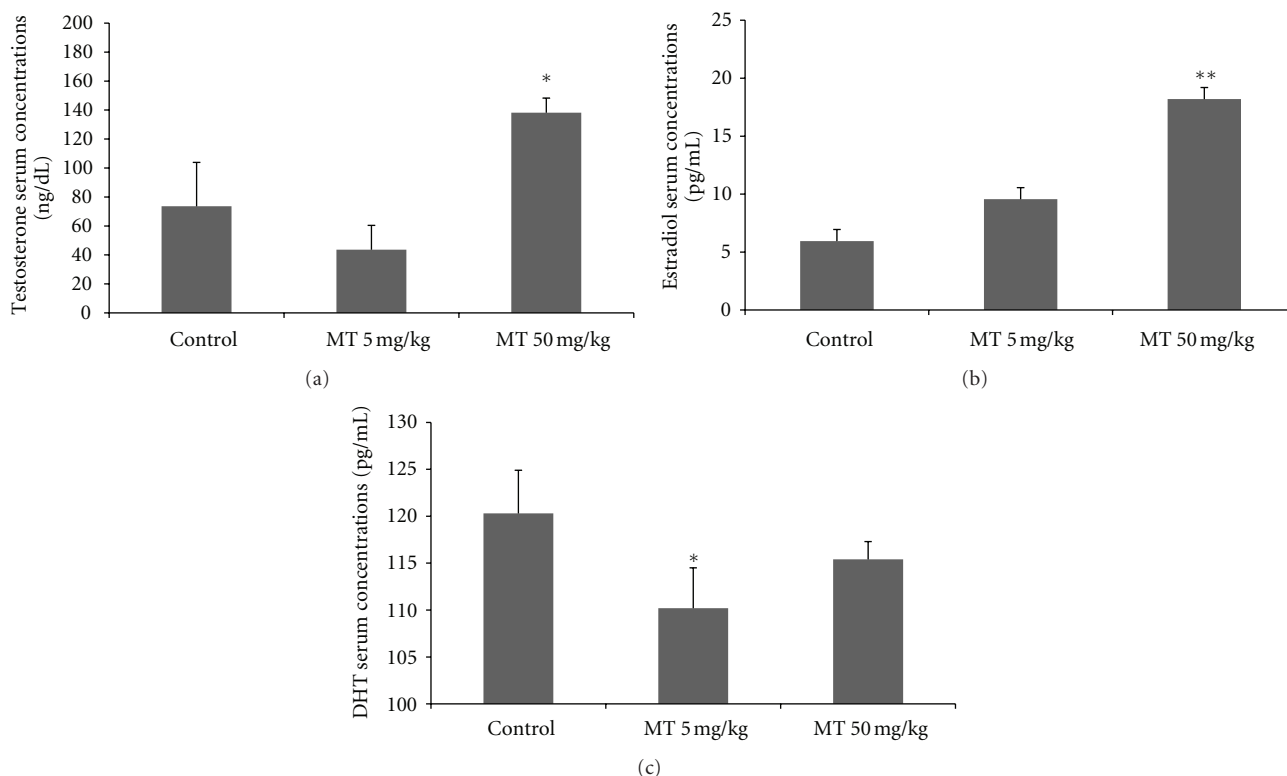 Testosterone serum concentrations
(ng/dL)
200
180
160
140
120
100
80
60
40
20
0
*
Control
MT 5 mg/kg
MT 50 mg/kg
(a)
Estradiol serum concentrations
(pg/mL)
25
20
15
10
5
0
**
Control
MT 5 mg/kg
MT 50 mg/kg
(b)
DHT serum concentrations (pg/mL)
130
125
120
115
110
105
100
*
Control
MT 5 mg/kg
MT 50 mg/kg
(c)